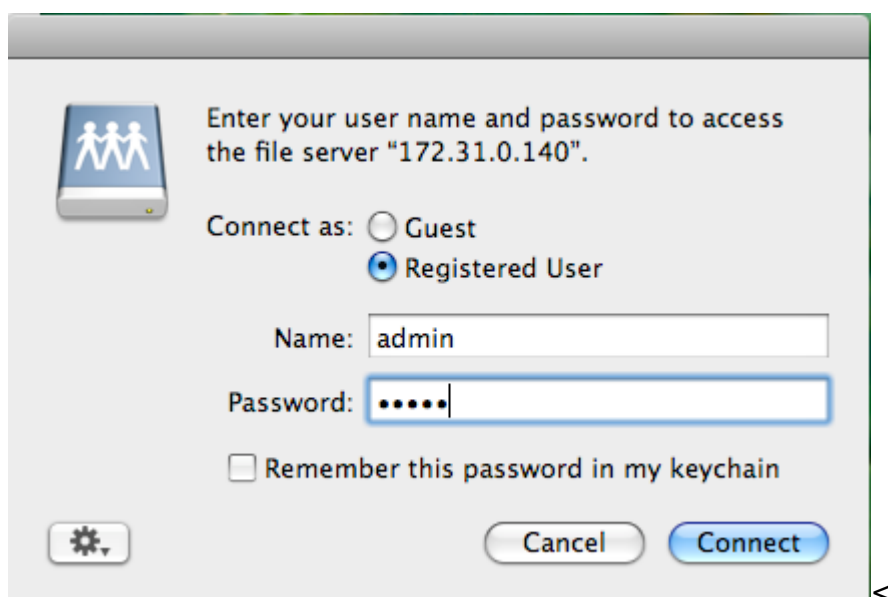 Enter your user name and password to access
the file server “172.31.0.140”.
Connect as: Guest
Registered User
Name: admin
Password: •••••
Remember this password in my keychain
Cancel Connect
<